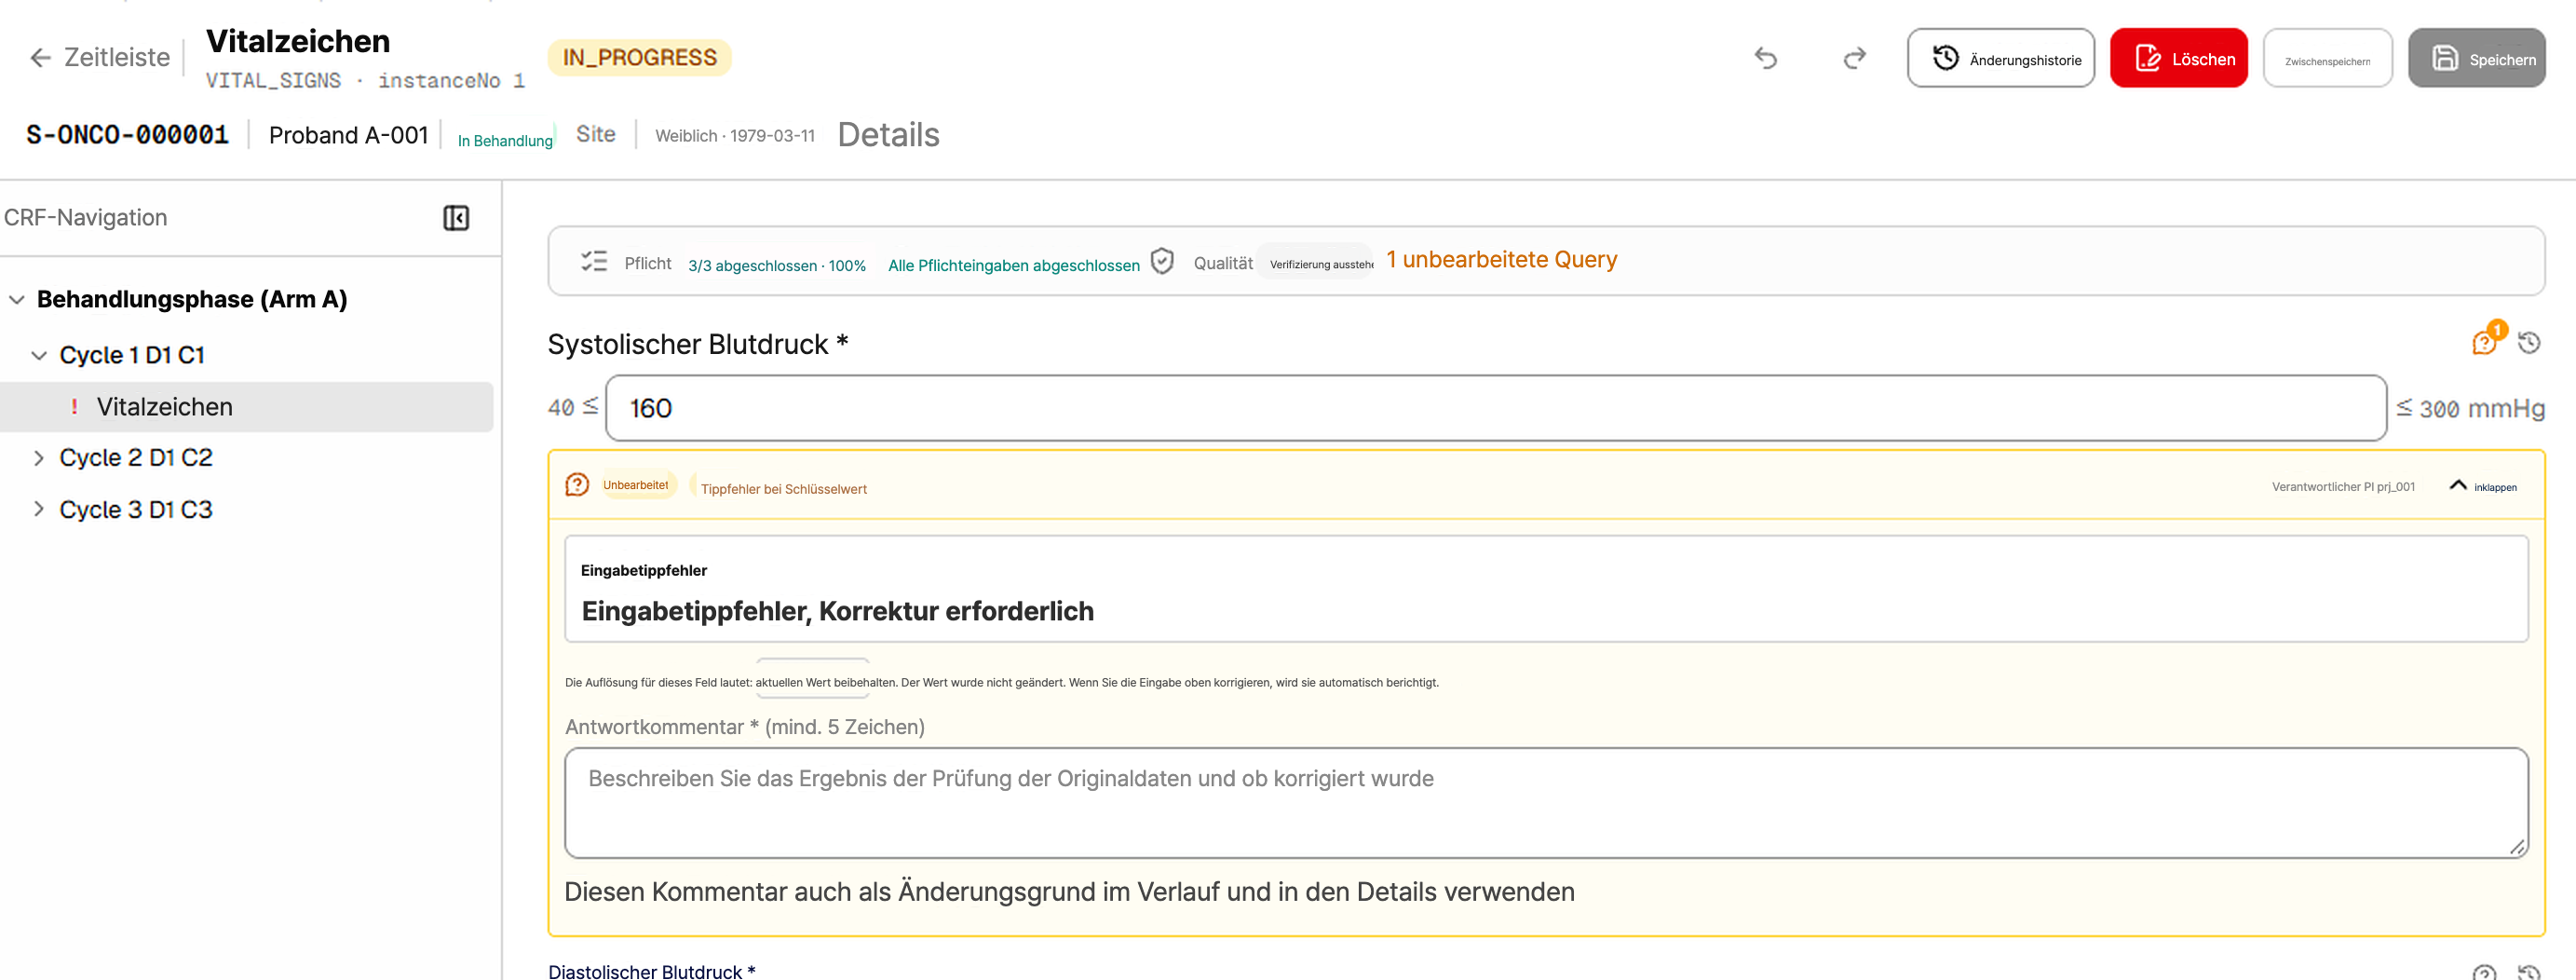 Zeitleiste
Vitalzeichen
VITAL_SIGNS · instanceNo 1
IN_PROGRESS
Änderungshistorie
Löschen
Zwischenspeichern
Speichern
S-ONCO-000001
Proband A-001
In Behandlung
Site
Weiblich · 1979-03-11
Details
CRF-Navigation
Behandlungsphase (Arm A)
Cycle 1 D1 C1
! Vitalzeichen
Cycle 2 D1 C2
Cycle 3 D1 C3
Pflicht
3/3 abgeschlossen · 100%
Alle Pflichteingaben abgeschlossen
Qualität
Verifizierung aussteh
1 unbearbeitete Query
Systolischer Blutdruck *
1
40 ≤
160
≤ 300 mmHg
Unbearbeitet
Tippfehler bei Schlüsselwert
Verantwortlicher PI prj_001
inklappen
Eingabetippfehler
Eingabetippfehler, Korrektur erforderlich
Die Auflösung für dieses Feld lautet: aktuellen Wert beibehalten. Der Wert wurde nicht geändert. Wenn Sie die Eingabe oben korrigieren, wird sie automatisch berichtigt.
Antwortkommentar * (mind. 5 Zeichen)
Beschreiben Sie das Ergebnis der Prüfung der Originaldaten und ob korrigiert wurde
Diesen Kommentar auch als Änderungsgrund im Verlauf und in den Details verwenden
Diastolischer Blutdruck *